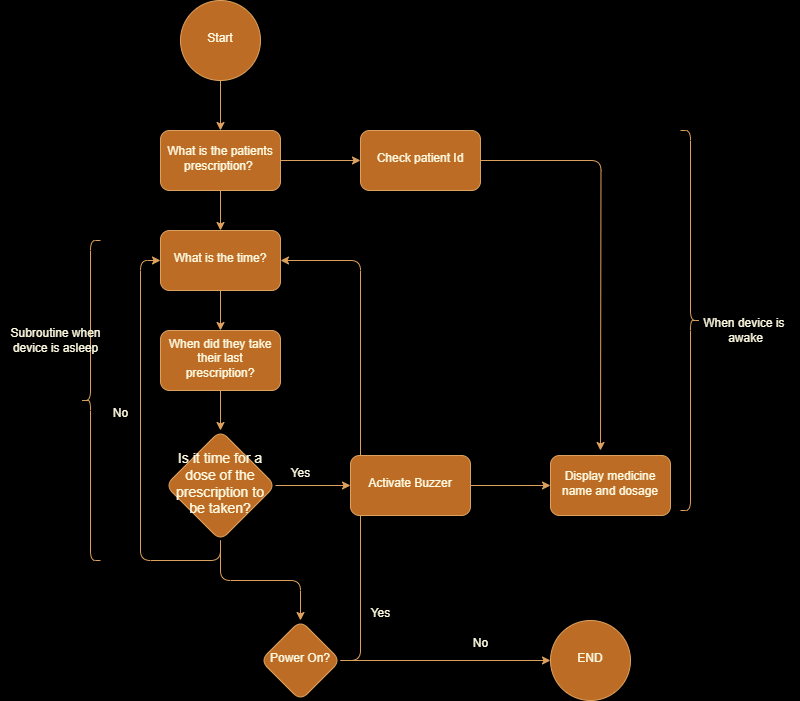 Start
What is the patients
prescription?
Check patient Id
What is the time?
Subroutine when
device is asleep
When device is
awake
When did they take
their last
prescription?
No
Is it time for a
dose of the
prescription to
be taken?
Yes
Activate Buzzer
Display medicine
name and dosage
Yes
No
Power On?
END